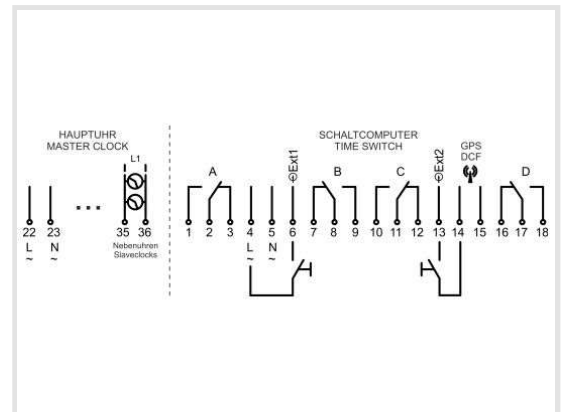 HAUPTUHR
MASTER CLOCK
L1
22 23 ... 35 36
L N
~ ~
Nebenuhren
Slaveclocks
SCHALTCOMPUTER
TIME SWITCH
A Ext1 B C Ext2 GPS DCF D
1 2 3 4 5 6 7 8 9 10 11 12 13 14 15 16 17 18
L N
~ ~